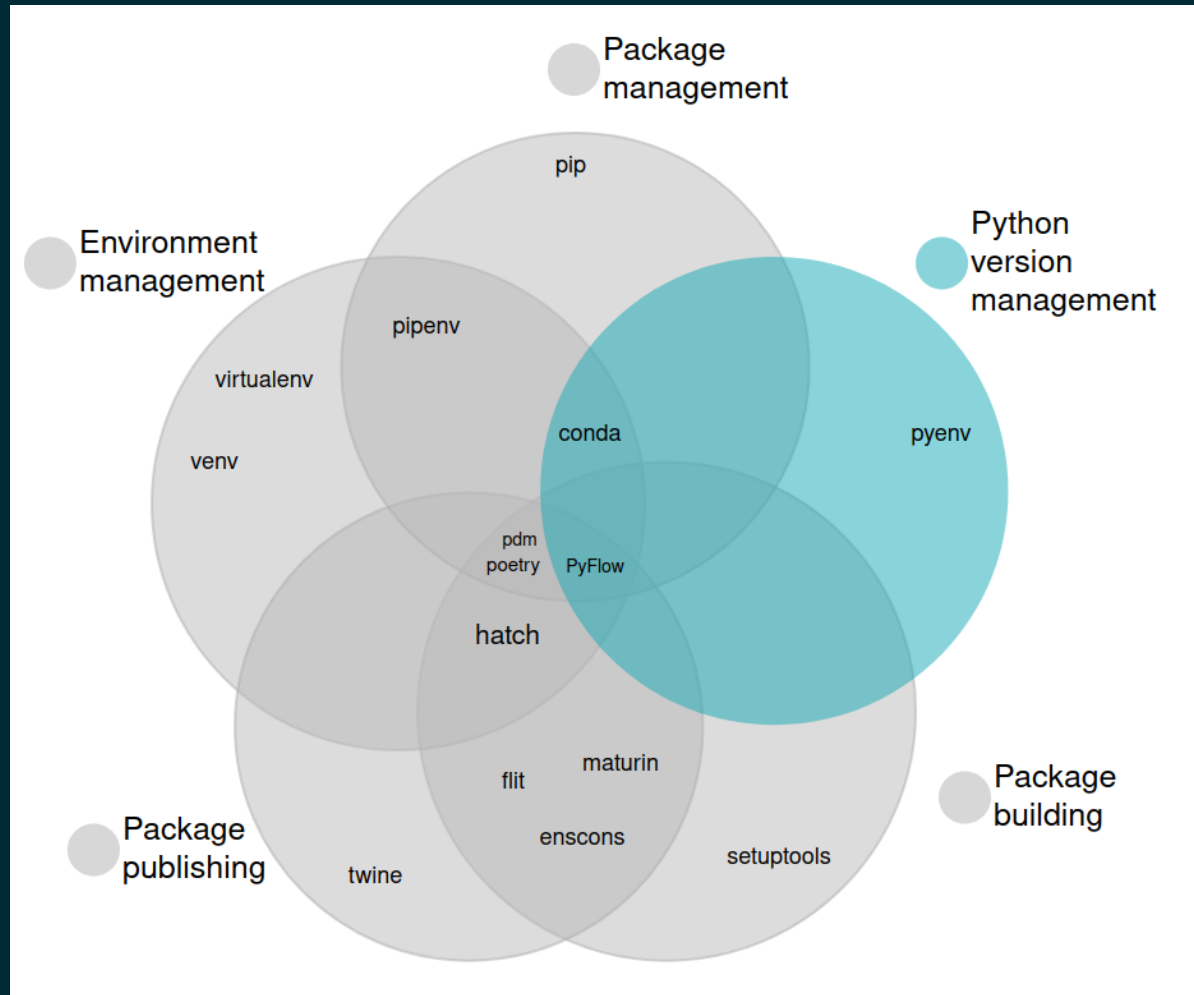 Package
management
pip
Python
version
management
Environment
management
pipenv
virtualenv
conda
pyenv
venv
pdm
poetry
PyFlow
hatch
maturin
flit
Package
building
enscons
Package
publishing
setuptools
twine